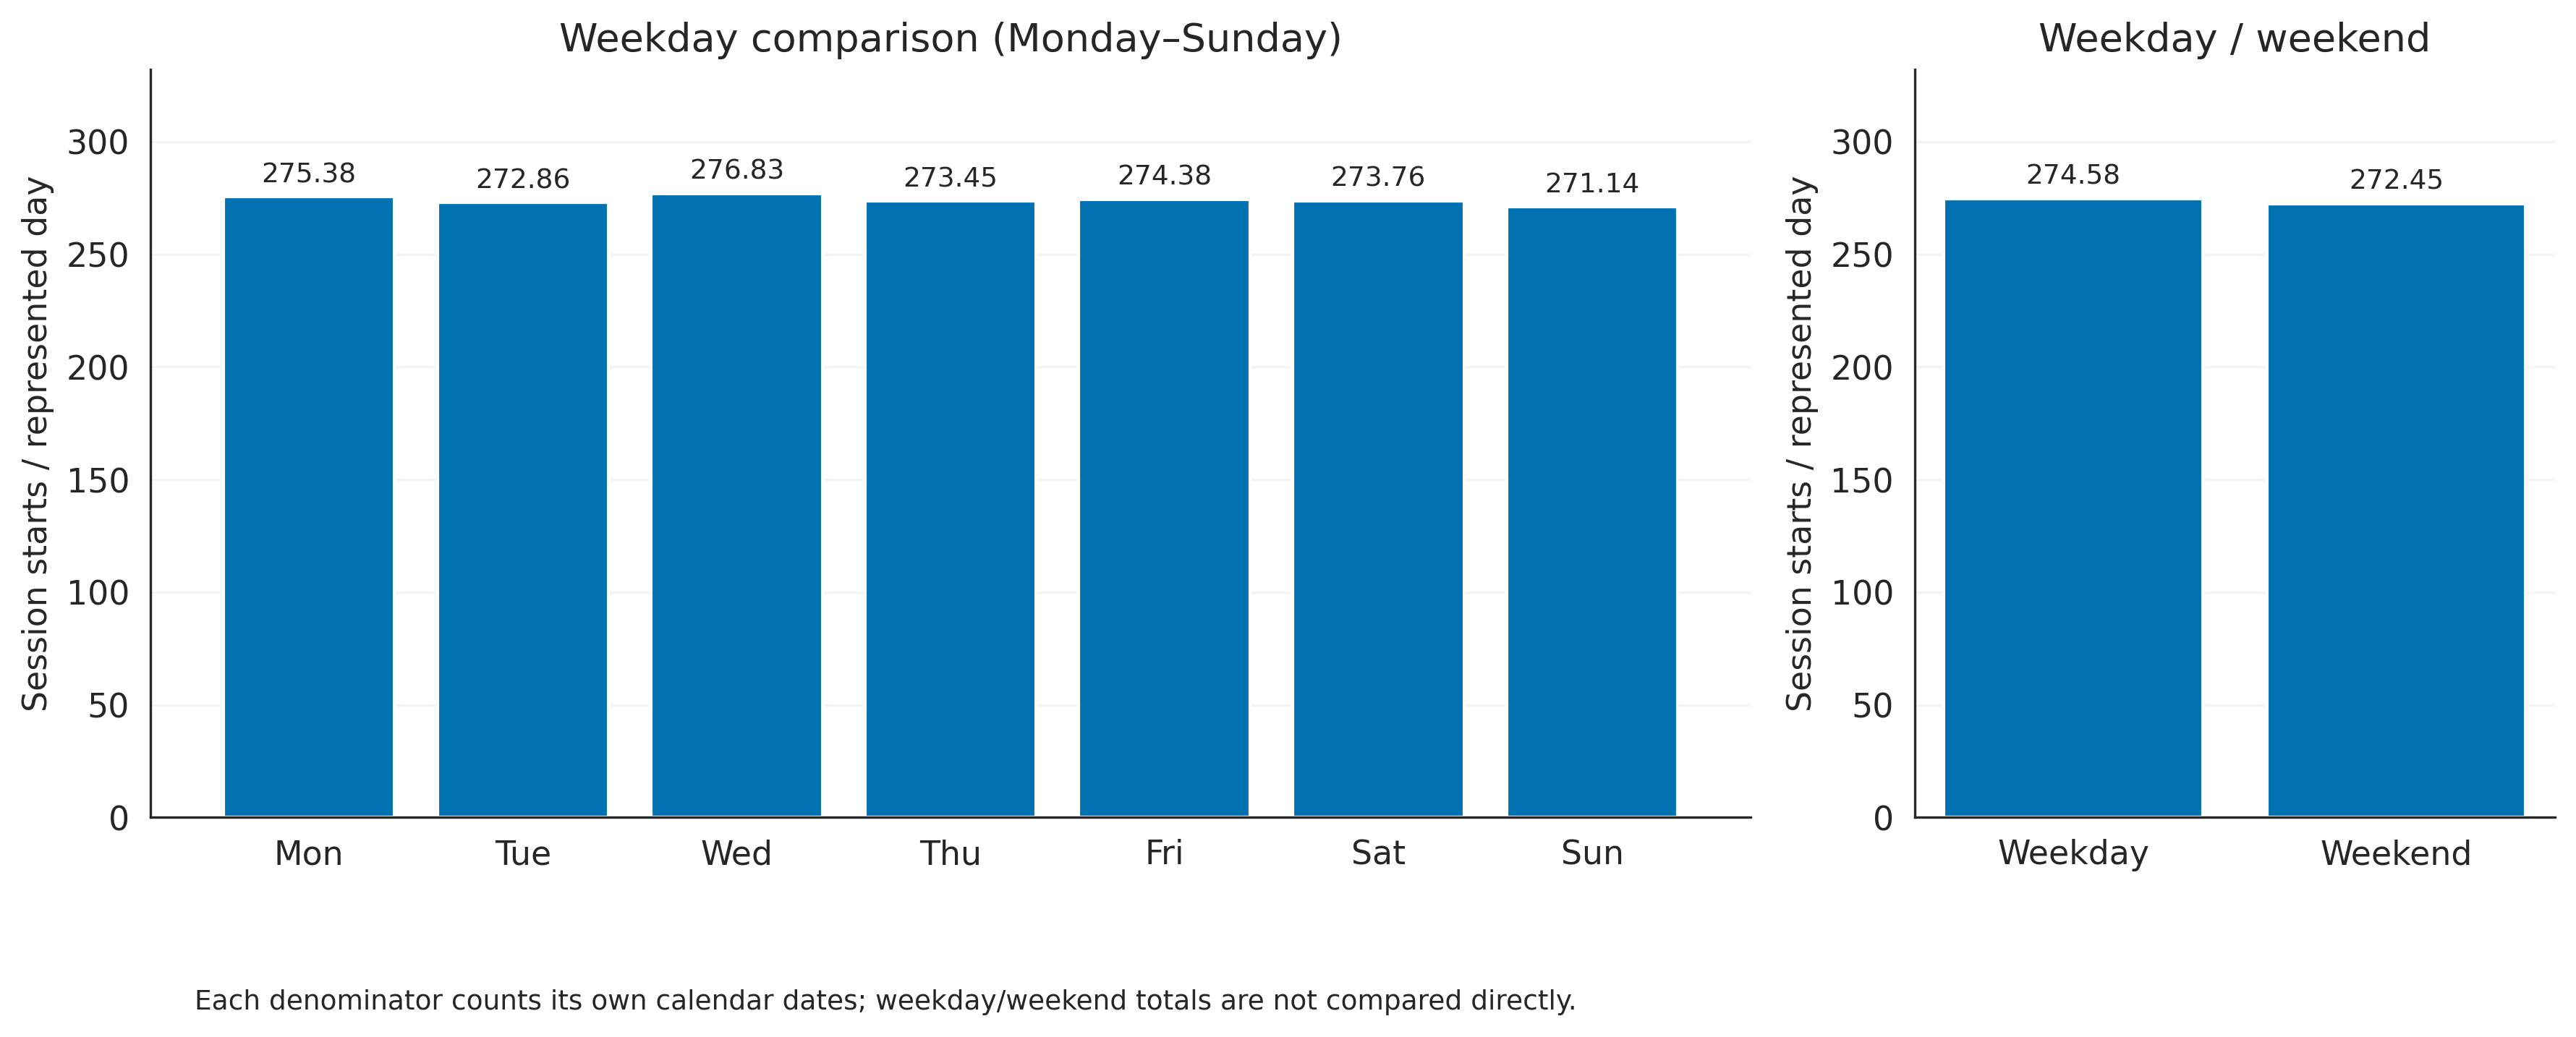 Weekday comparison (Monday–Sunday)
Session starts / represented day
300
250
200
150
100
50
0
275.38
272.86
276.83
273.45
274.38
273.76
271.14
Mon
Tue
Wed
Thu
Fri
Sat
Sun
Weekday / weekend
Session starts / represented day
300
250
200
150
100
50
0
274.58
272.45
Weekday
Weekend
Each denominator counts its own calendar dates; weekday/weekend totals are not compared directly.